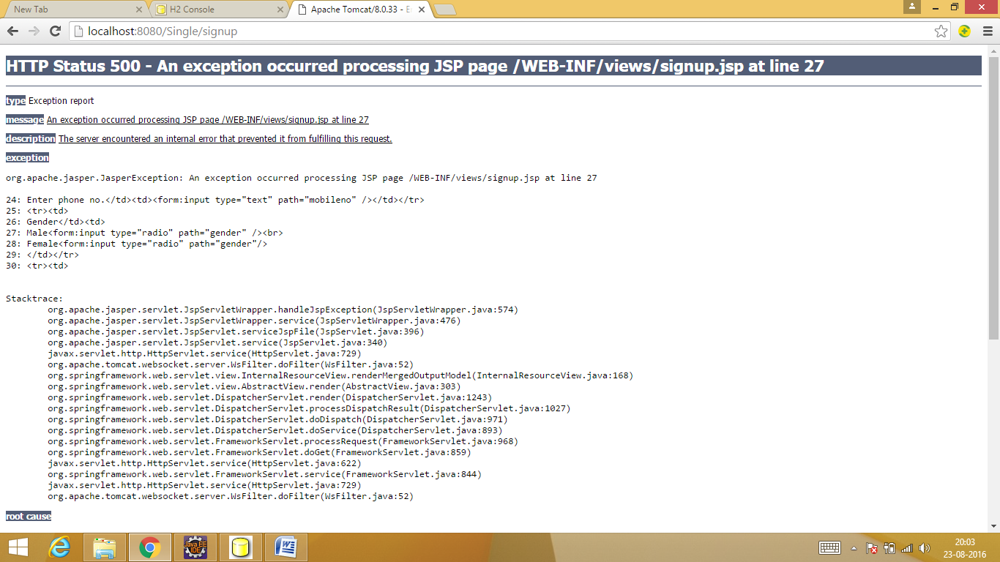 New Tab
H2 Console
Apache Tomcat/8.0.33 - E
localhost:8080/Single/signup
HTTP Status 500 - An exception occurred processing JSP page /WEB-INF/views/signup.jsp at line 27
type Exception report
message An exception occurred processing JSP page /WEB-INF/views/signup.jsp at line 27
description The server encountered an internal error that prevented it from fulfilling this request.
exception
org.apache.jasper.JasperException: An exception occurred processing JSP page /WEB-INF/views/signup.jsp at line 27
24: Enter phone no.</td><td><form:input type="text" path="mobileno" /></td></tr>
25: <tr><td>
26: Gender</td><td>
27: Male<form:input type="radio" path="gender" /><br>
28: Female<form:input type="radio" path="gender"/>
29: </td></tr>
30: <tr><td>
Stacktrace:
org.apache.jasper.servlet.JspServletWrapper.handleJspException(JspServletWrapper.java:574)
org.apache.jasper.servlet.JspServletWrapper.service(JspServletWrapper.java:476)
org.apache.jasper.servlet.JspServlet.serviceJspFile(JspServlet.java:396)
org.apache.jasper.servlet.JspServlet.service(JspServlet.java:340)
javax.servlet.http.HttpServlet.service(HttpServlet.java:729)
org.apache.tomcat.websocket.server.WsFilter.doFilter(WsFilter.java:52)
org.springframework.web.servlet.view.InternalResourceView.renderMergedOutputModel(InternalResourceView.java:168)
org.springframework.web.servlet.view.AbstractView.render(AbstractView.java:303)
org.springframework.web.servlet.DispatcherServlet.render(DispatcherServlet.java:1243)
org.springframework.web.servlet.DispatcherServlet.processDispatchResult(DispatcherServlet.java:1027)
org.springframework.web.servlet.DispatcherServlet.doDispatch(DispatcherServlet.java:971)
org.springframework.web.servlet.DispatcherServlet.doService(DispatcherServlet.java:893)
org.springframework.web.servlet.FrameworkServlet.processRequest(FrameworkServlet.java:968)
org.springframework.web.servlet.FrameworkServlet.doGet(FrameworkServlet.java:859)
javax.servlet.http.HttpServlet.service(HttpServlet.java:622)
org.springframework.web.servlet.FrameworkServlet.service(FrameworkServlet.java:844)
javax.servlet.http.HttpServlet.service(HttpServlet.java:729)
org.apache.tomcat.websocket.server.WsFilter.doFilter(WsFilter.java:52)
root cause
Java EE
IDE
20:03
23-08-2016